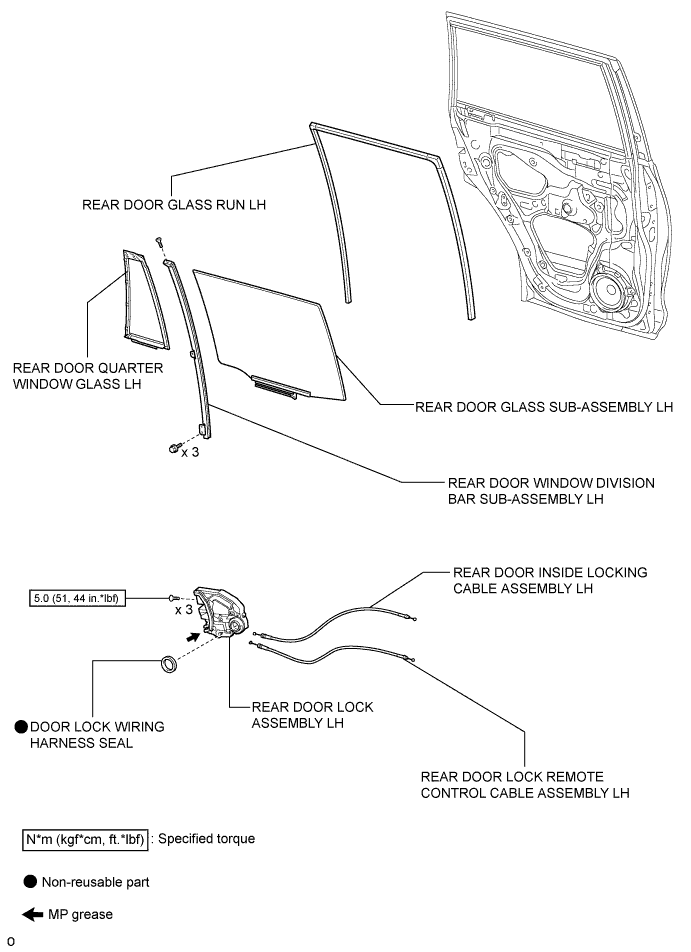 REAR DOOR GLASS RUN LH
REAR DOOR QUARTER
WINDOW GLASS LH
REAR DOOR GLASS SUB-ASSEMBLY LH
x 3
REAR DOOR WINDOW DIVISION
BAR SUB-ASSEMBLY LH
REAR DOOR INSIDE LOCKING
CABLE ASSEMBLY LH
5.0 (51, 44 in.*lbf)
x 3
REAR DOOR LOCK
ASSEMBLY LH
DOOR LOCK WIRING
HARNESS SEAL
REAR DOOR LOCK REMOTE
CONTROL CABLE ASSEMBLY LH
N*m (kgf*cm, ft.*lbf) : Specified torque
Non-reusable part
MP grease
O